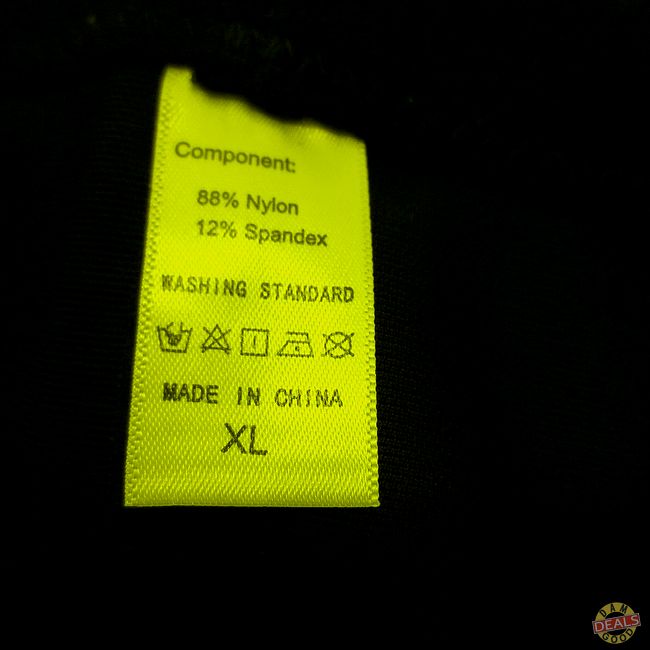 Component:
88% Nylon
12% Spandex
WASHING STANDARD
MADE IN CHINA
XL
DAM
DEALS
GOOD